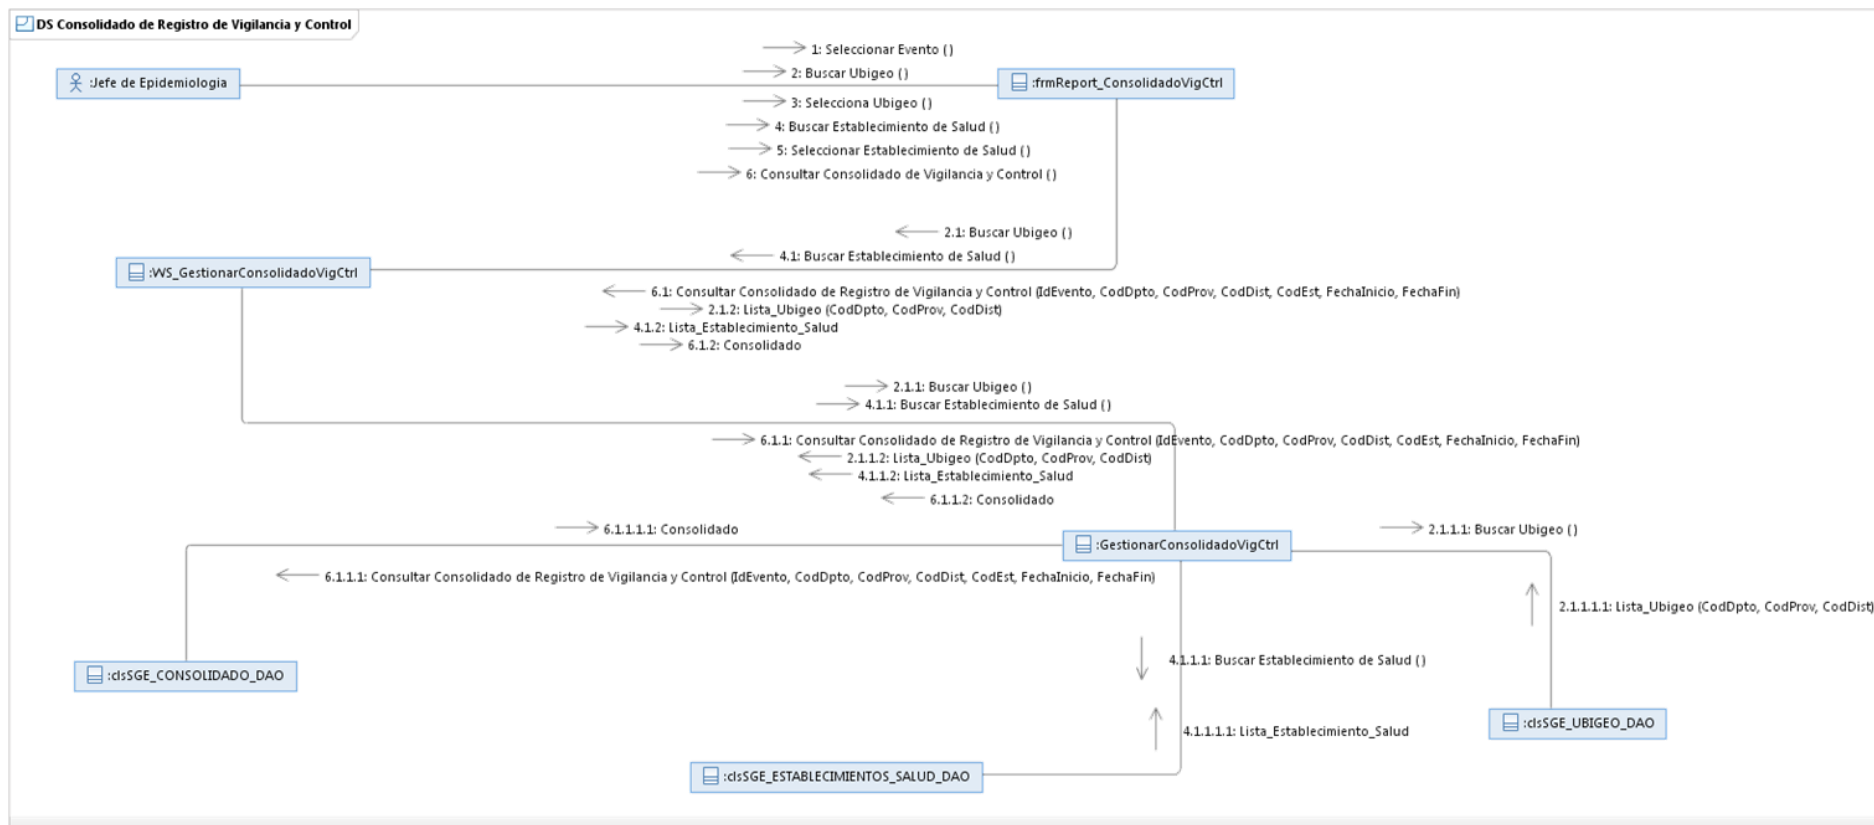 DS Consolidado de Registro de Vigilancia y Control
1: Seleccionar Evento ( )
2: Buscar Ubigeo ( )
:Jefe de Epidemiologia
:frmReport_ConsolidadoVigCtrl
3: Selecciona Ubigeo ( )
4: Buscar Establecimiento de Salud ( )
5: Seleccionar Establecimiento de Salud ( )
6: Consultar Consolidado de Vigilancia y Control ( )
2.1: Buscar Ubigeo ( )
4.1: Buscar Establecimiento de Salud ( )
:WS_GestionarConsolidadoVigCtrl
6.1: Consultar Consolidado de Registro de Vigilancia y Control (IdEvento, CodDpto, CodProv, CodDist, CodEst, FechaInicio, FechaFin)
2.1.2: Lista_Ubigeo (CodDpto, CodProv, CodDist)
4.1.2: Lista_Establecimiento_Salud
6.1.2: Consolidado
2.1.1: Buscar Ubigeo ( )
4.1.1: Buscar Establecimiento de Salud ( )
6.1.1: Consultar Consolidado de Registro de Vigilancia y Control (IdEvento, CodDpto, CodProv, CodDist, CodEst, FechaInicio, FechaFin)
2.1.1.2: Lista_Ubigeo (CodDpto, CodProv, CodDist)
4.1.1.2: Lista_Establecimiento_Salud
6.1.1.2: Consolidado
6.1.1.1.1: Consolidado
2.1.1.1: Buscar Ubigeo ( )
:GestionarConsolidadoVigCtrl
6.1.1.1: Consultar Consolidado de Registro de Vigilancia y Control (IdEvento, CodDpto, CodProv, CodDist, CodEst, FechaInicio, FechaFin)
2.1.1.1.1: Lista_Ubigeo (CodDpto, CodProv, CodDist)
4.1.1.1: Buscar Establecimiento de Salud ( )
:clsSGE_CONSOLIDADO_DAO
:clsSGE_UBIGEO_DAO
4.1.1.1.1: Lista_Establecimiento_Salud
:clsSGE_ESTABLECIMIENTOS_SALUD_DAO